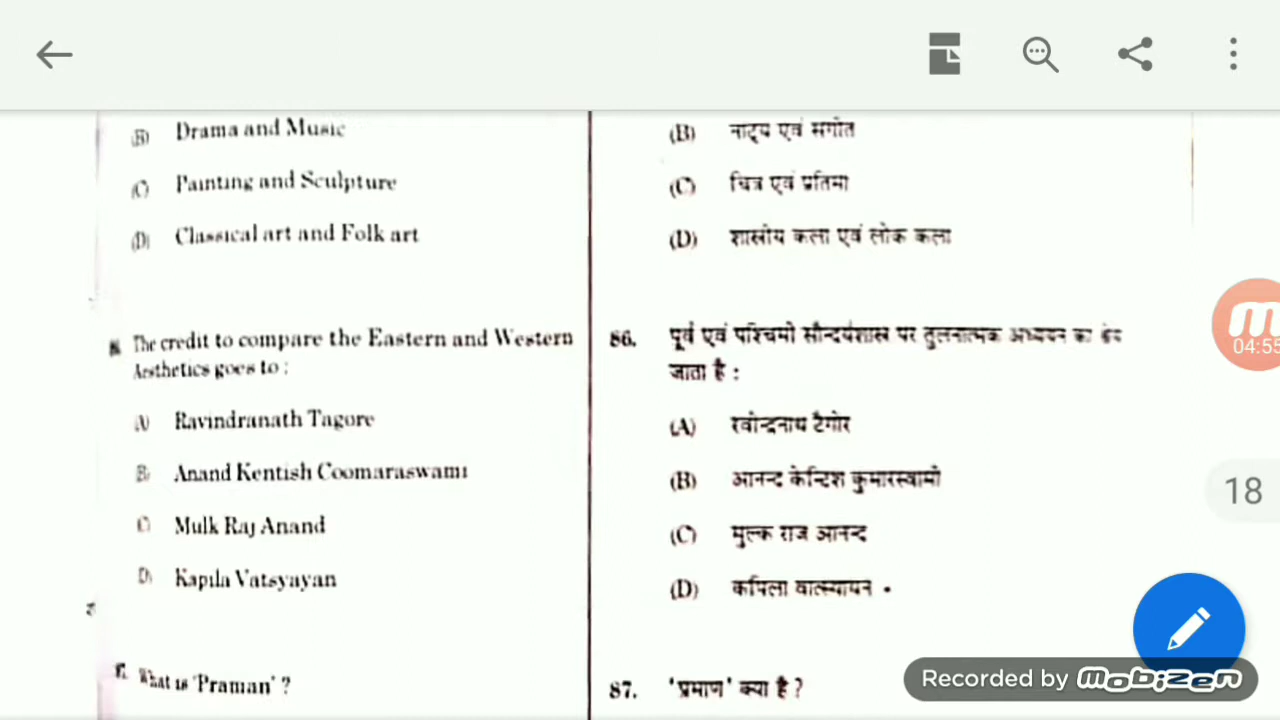 (B) Drama and Music
(C) Painting and Sculpture
(D) Classical art and Folk art
The credit to compare the Eastern and Western
Aesthetics goes to :
(A) Ravindranath Tagore
B Anand Kentish Coomaraswami
Mulk Raj Anand
D Kapila Vatsyayan
What is 'Praman' ?
(B) नाट्य एवं संगीत
(C) चित्र एवं प्रतिमा
(D) शास्त्रीय कला एवं लोक कला
86. पूर्व एवं पश्चिमी सौन्दर्यशास्त्र पर तुलनात्मक अध्ययन का श्रेय
जाता है :
(A) रवीन्द्रनाथ टैगोर
(B) आनन्द केन्टिश कुमारस्वामी
(C) मुल्क राज आनन्द
(D) कपिला वात्स्यायन
87. 'प्रमाण' क्या है ?
04:55
18
Recorded by Mobizen